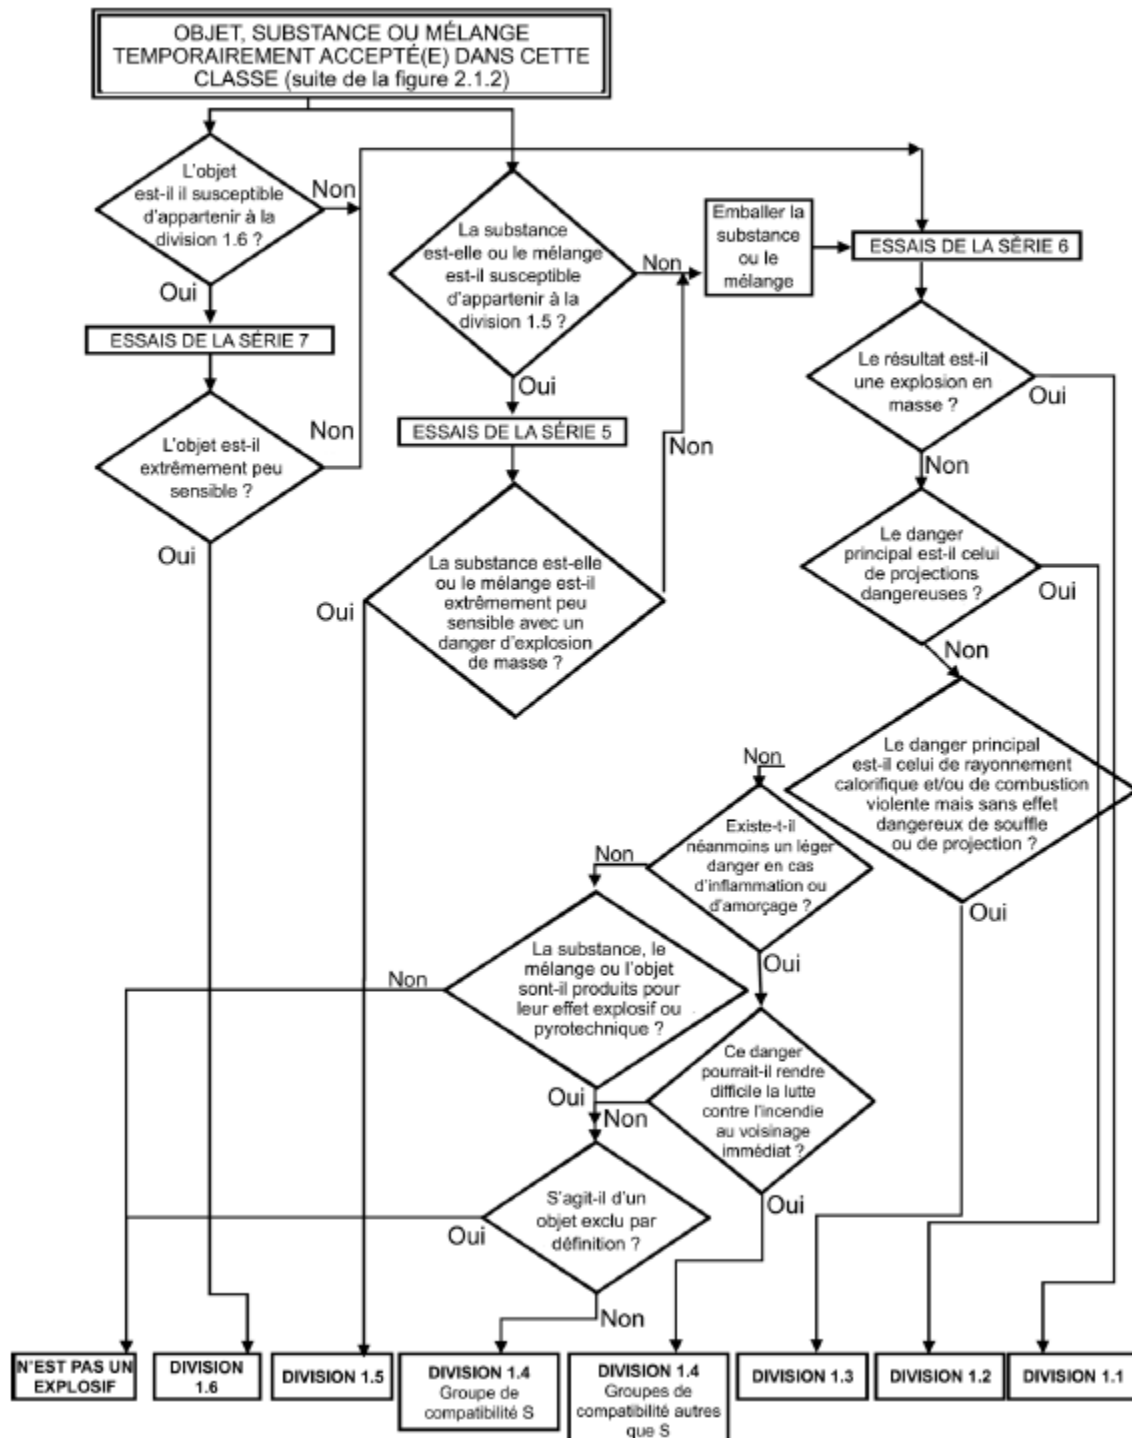 OBJET, SUBSTANCE OU MÉLANGE
TEMPORAIREMENT ACCEPTÉ(E) DANS CETTE
CLASSE (suite de la figure 2.1.2)
L'objet
est-il il susceptible
d'appartenir à la
division 1.6 ?
Non
Oui
ESSAIS DE LA SÉRIE 7
L'objet est-il
extrêmement peu
sensible ?
Non
Oui
La substance
est-elle ou le mélange
est-il susceptible
d'appartenir à la
division 1.5 ?
Non
Oui
ESSAIS DE LA SÉRIE 5
Non
La substance est-elle
ou le mélange est-il
extrêmement peu
sensible avec un
danger d'explosion
de masse ?
Oui
Emballer la
substance
ou le
mélange
ESSAIS DE LA SÉRIE 6
Le résultat est-il
une explosion en
masse ?
Oui
Non
Le danger
principal est-il celui
de projections
dangereuses ?
Oui
Non
Le danger principal
est-il celui de rayonnement
calorifique et/ou de combustion
violente mais sans effet
dangereux de souffle
ou de projection ?
Non
Oui
Existe-t-il
néanmoins un léger
danger en cas
d'inflammation ou
d'amorçage ?
Non
Oui
La substance, le
mélange ou l'objet
sont-il produits pour
leur effet explosif ou
pyrotechnique ?
Non
Oui
Ce danger
pourrait-il rendre
difficile la lutte
contre l'incendie
au voisinage
immédiat ?
Non
Oui
S'agit-il d'un
objet exclu par
définition ?
Oui
Non
N'EST PAS UN
EXPLOSIF
DIVISION
1.6
DIVISION 1.5
DIVISION 1.4
Groupe de
compatibilité S
DIVISION 1.4
Groupes de
compatibilité autres
que S
DIVISION 1.3
DIVISION 1.2
DIVISION 1.1